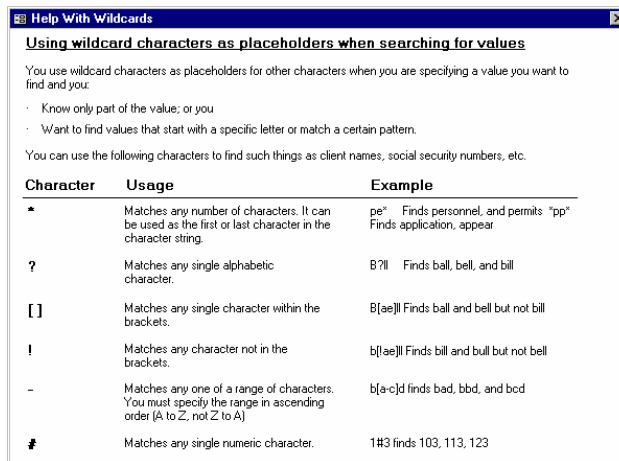 Help With Wildcards
Using wildcard characters as placeholders when searching for values
You use wildcard characters as placeholders for other characters when you are specifying a value you want to
find and you:
· Know only part of the value; or you
· Want to find values that start with a specific letter or match a certain pattern.
You can use the following characters to find such things as client names, social security numbers, etc.
Character Usage Example
* Matches any number of characters. It can pe* Finds personnel, and permits *pp*
be used as the first or last character in the Finds application, appear
character string.
? Matches any single alphabetic B?ll Finds ball, bell, and bill
character.
[ ] Matches any single character within the B[ae]ll Finds ball and bell but not bill
brackets.
! Matches any character not in the b[!ae]ll Finds bill and bull but not bell
brackets.
- Matches any one of a range of characters. b[a-c]d finds bad, bbd, and bcd
You must specify the range in ascending
order (A to Z, not Z to A)
# Matches any single numeric character. 1#3 finds 103, 113, 123